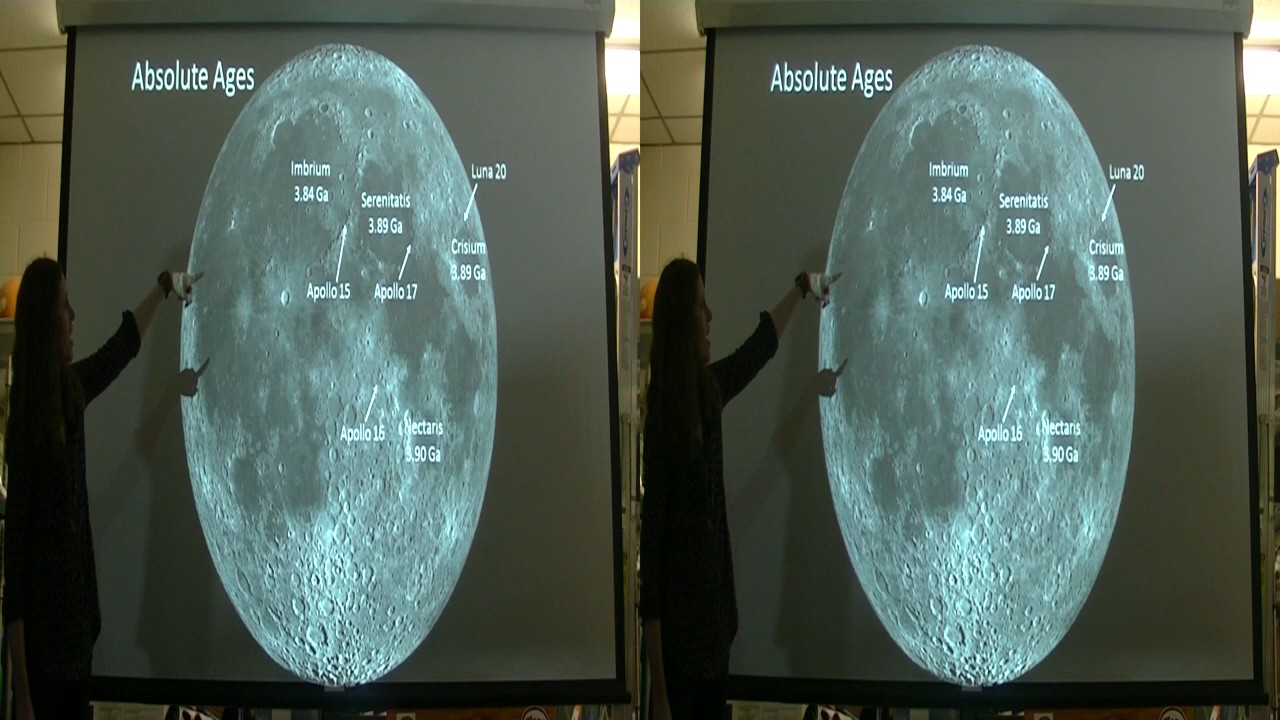 Absolute Ages
Imbrium
3.84 Ga
Luna 20
Serenitatis
3.89 Ga
Crisium
3.89 Ga
Apollo 15
Apollo 17
Apollo 16
Nectaris
3.90 Ga
Absolute Ages
Imbrium
3.84 Ga
Luna 20
Serenitatis
3.89 Ga
Crisium
3.89 Ga
Apollo 15
Apollo 17
Apollo 16
Nectaris
3.90 Ga